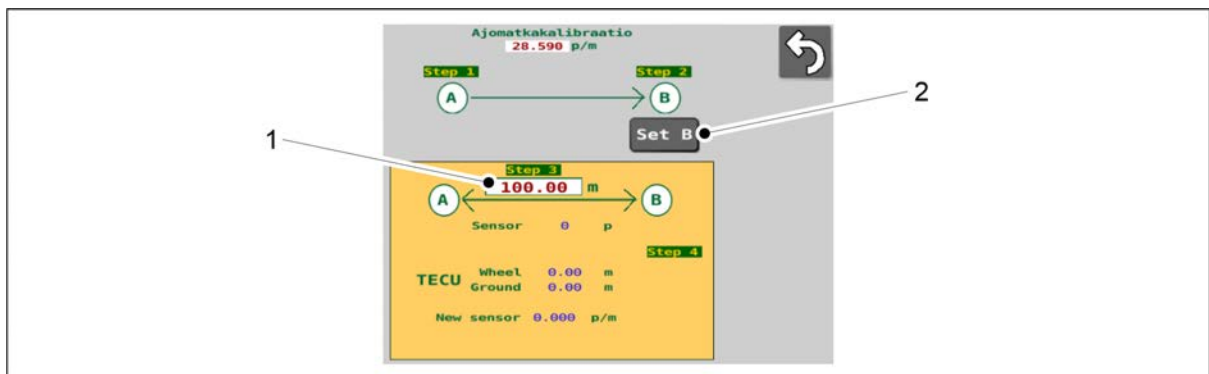 Ajomatkakalibraatio
28.590 p/m
Step 1 Step 2
A B
2
Set B
1
Step 3
100.00 m
A B
Sensor 0 p
Step 4
Wheel 0.00 m
TECU
Ground 0.00 m
New sensor 0.000 p/m